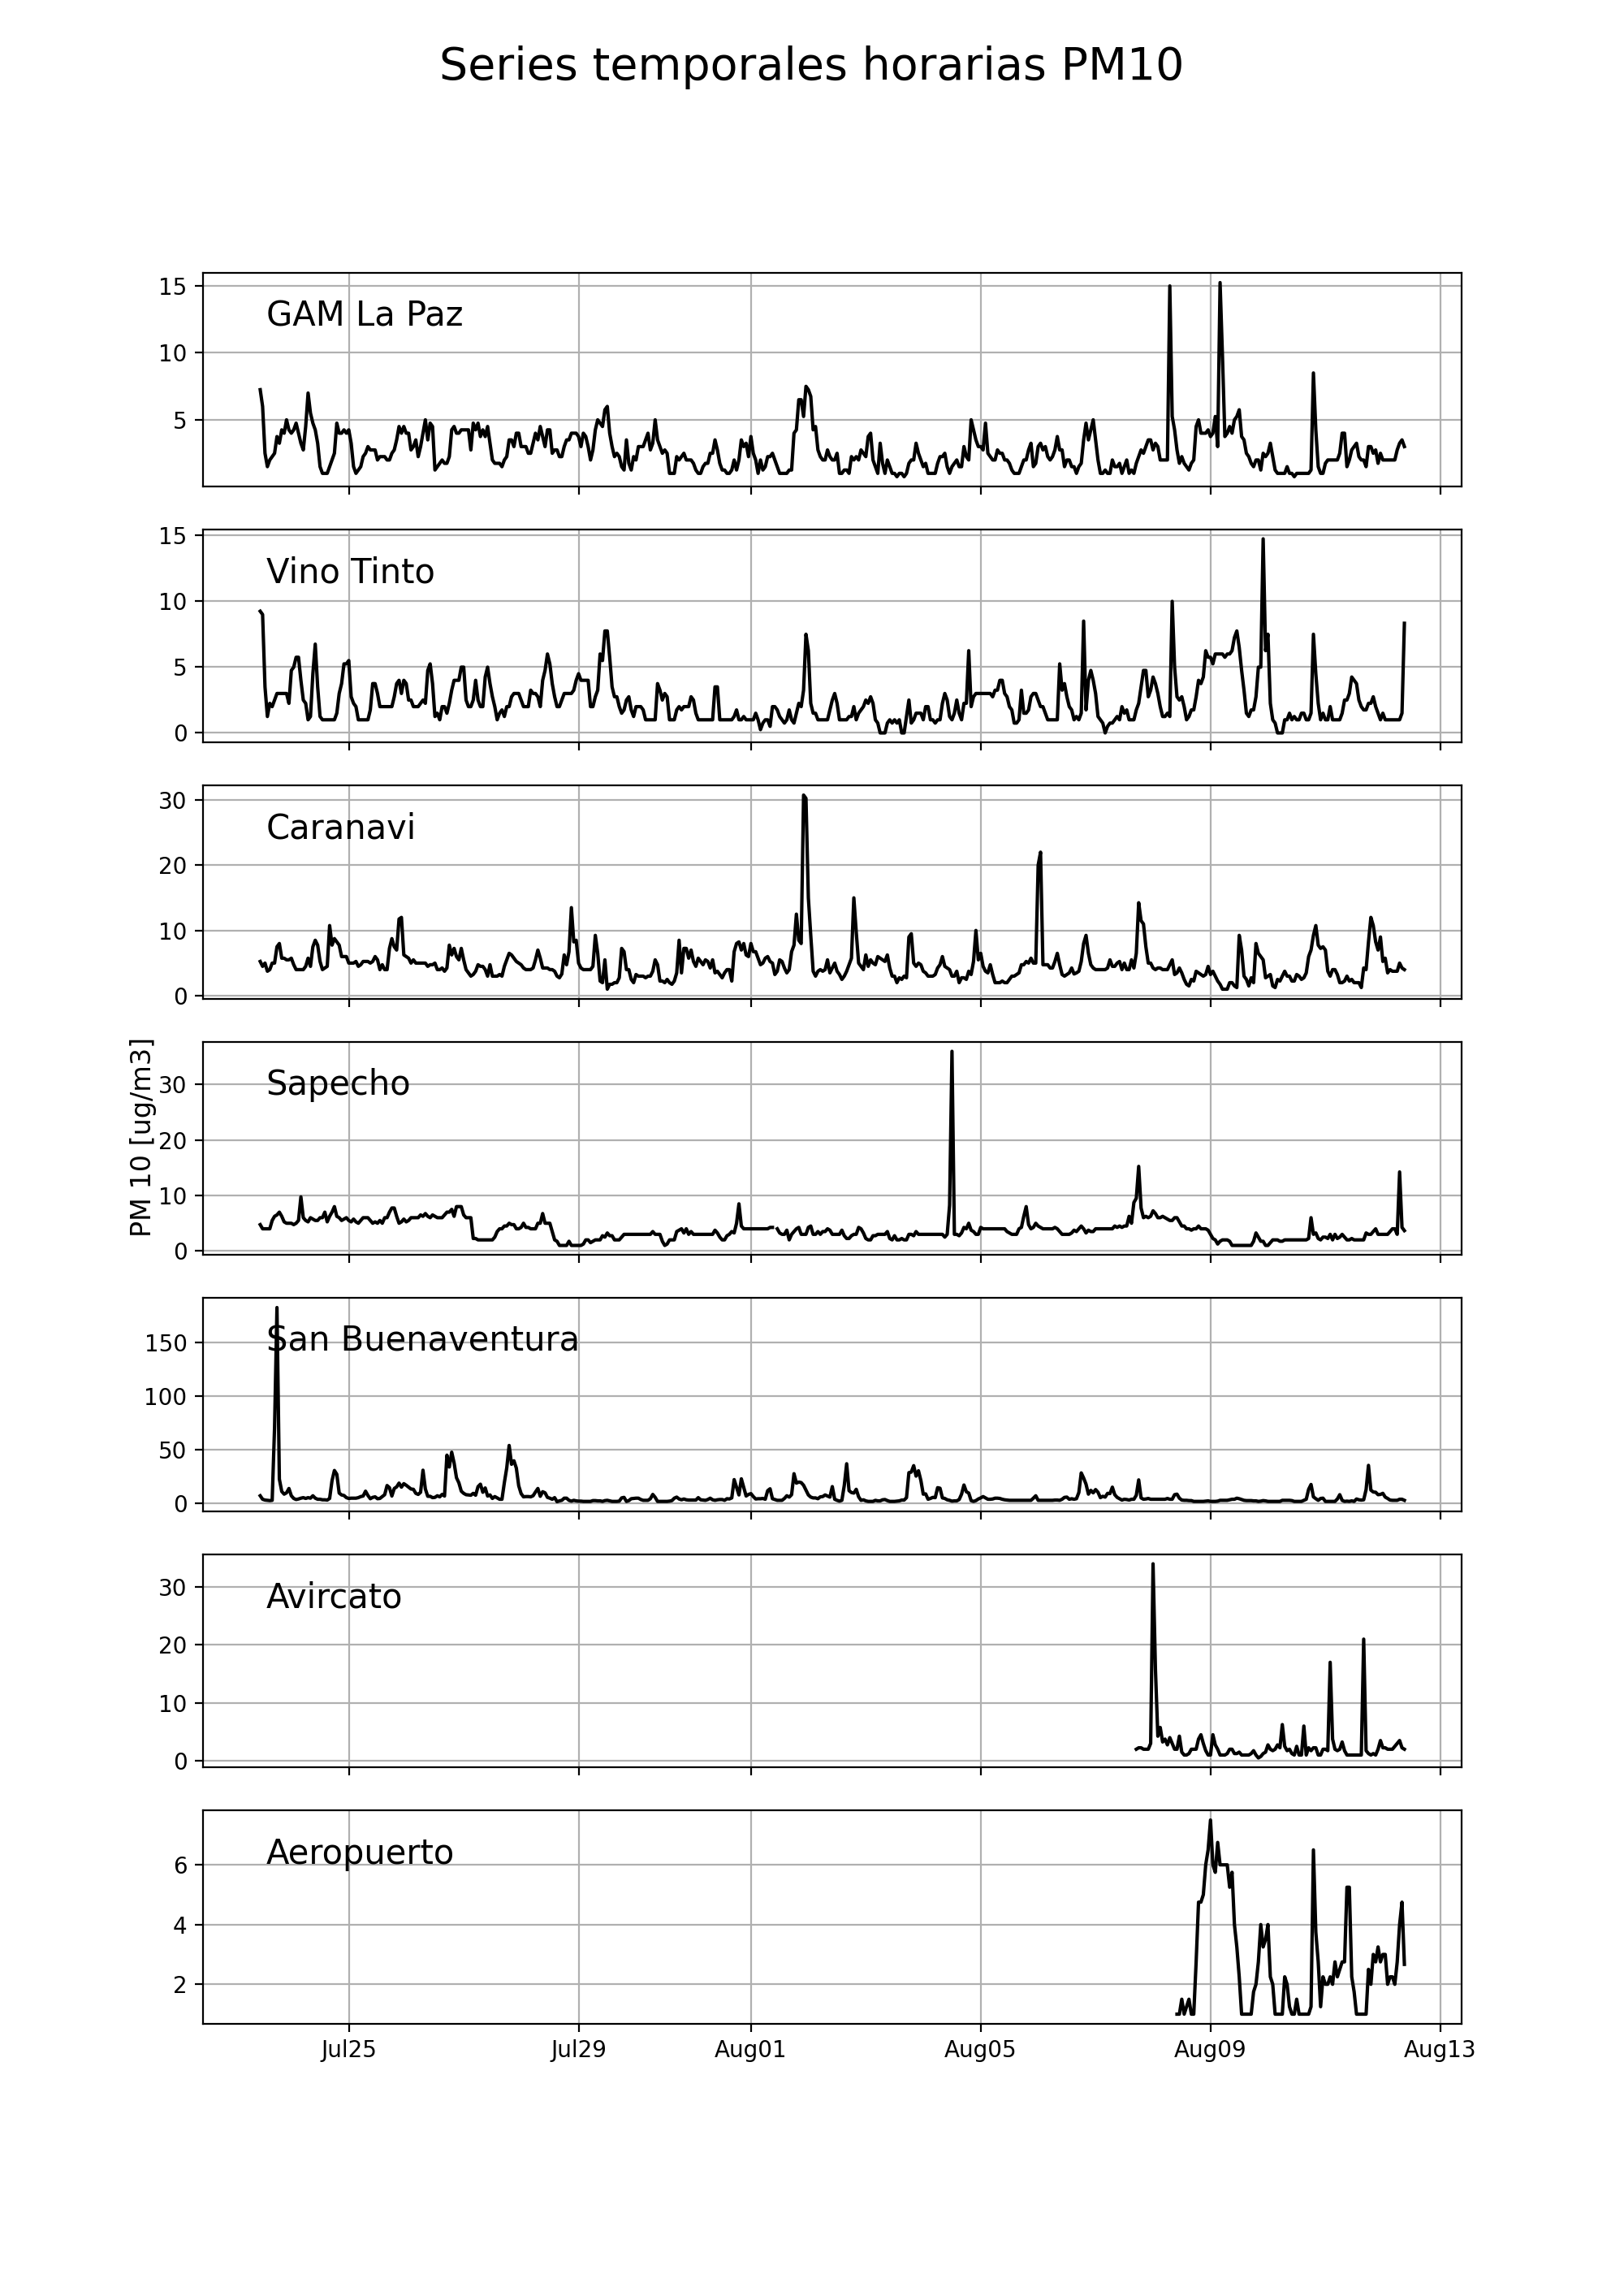 Series temporales horarias PM10
15
GAM La Paz
10
5
15
Vino Tinto
10
5
0
30
Caranavi
20
10
0
PM 10 [ug/m3]
30
Sapecho
20
10
0
150
San Buenaventura
100
50
0
30
Avircato
20
10
0
Aeropuerto
6
4
2
Jul25 Jul29 Aug01 Aug05 Aug09 Aug13